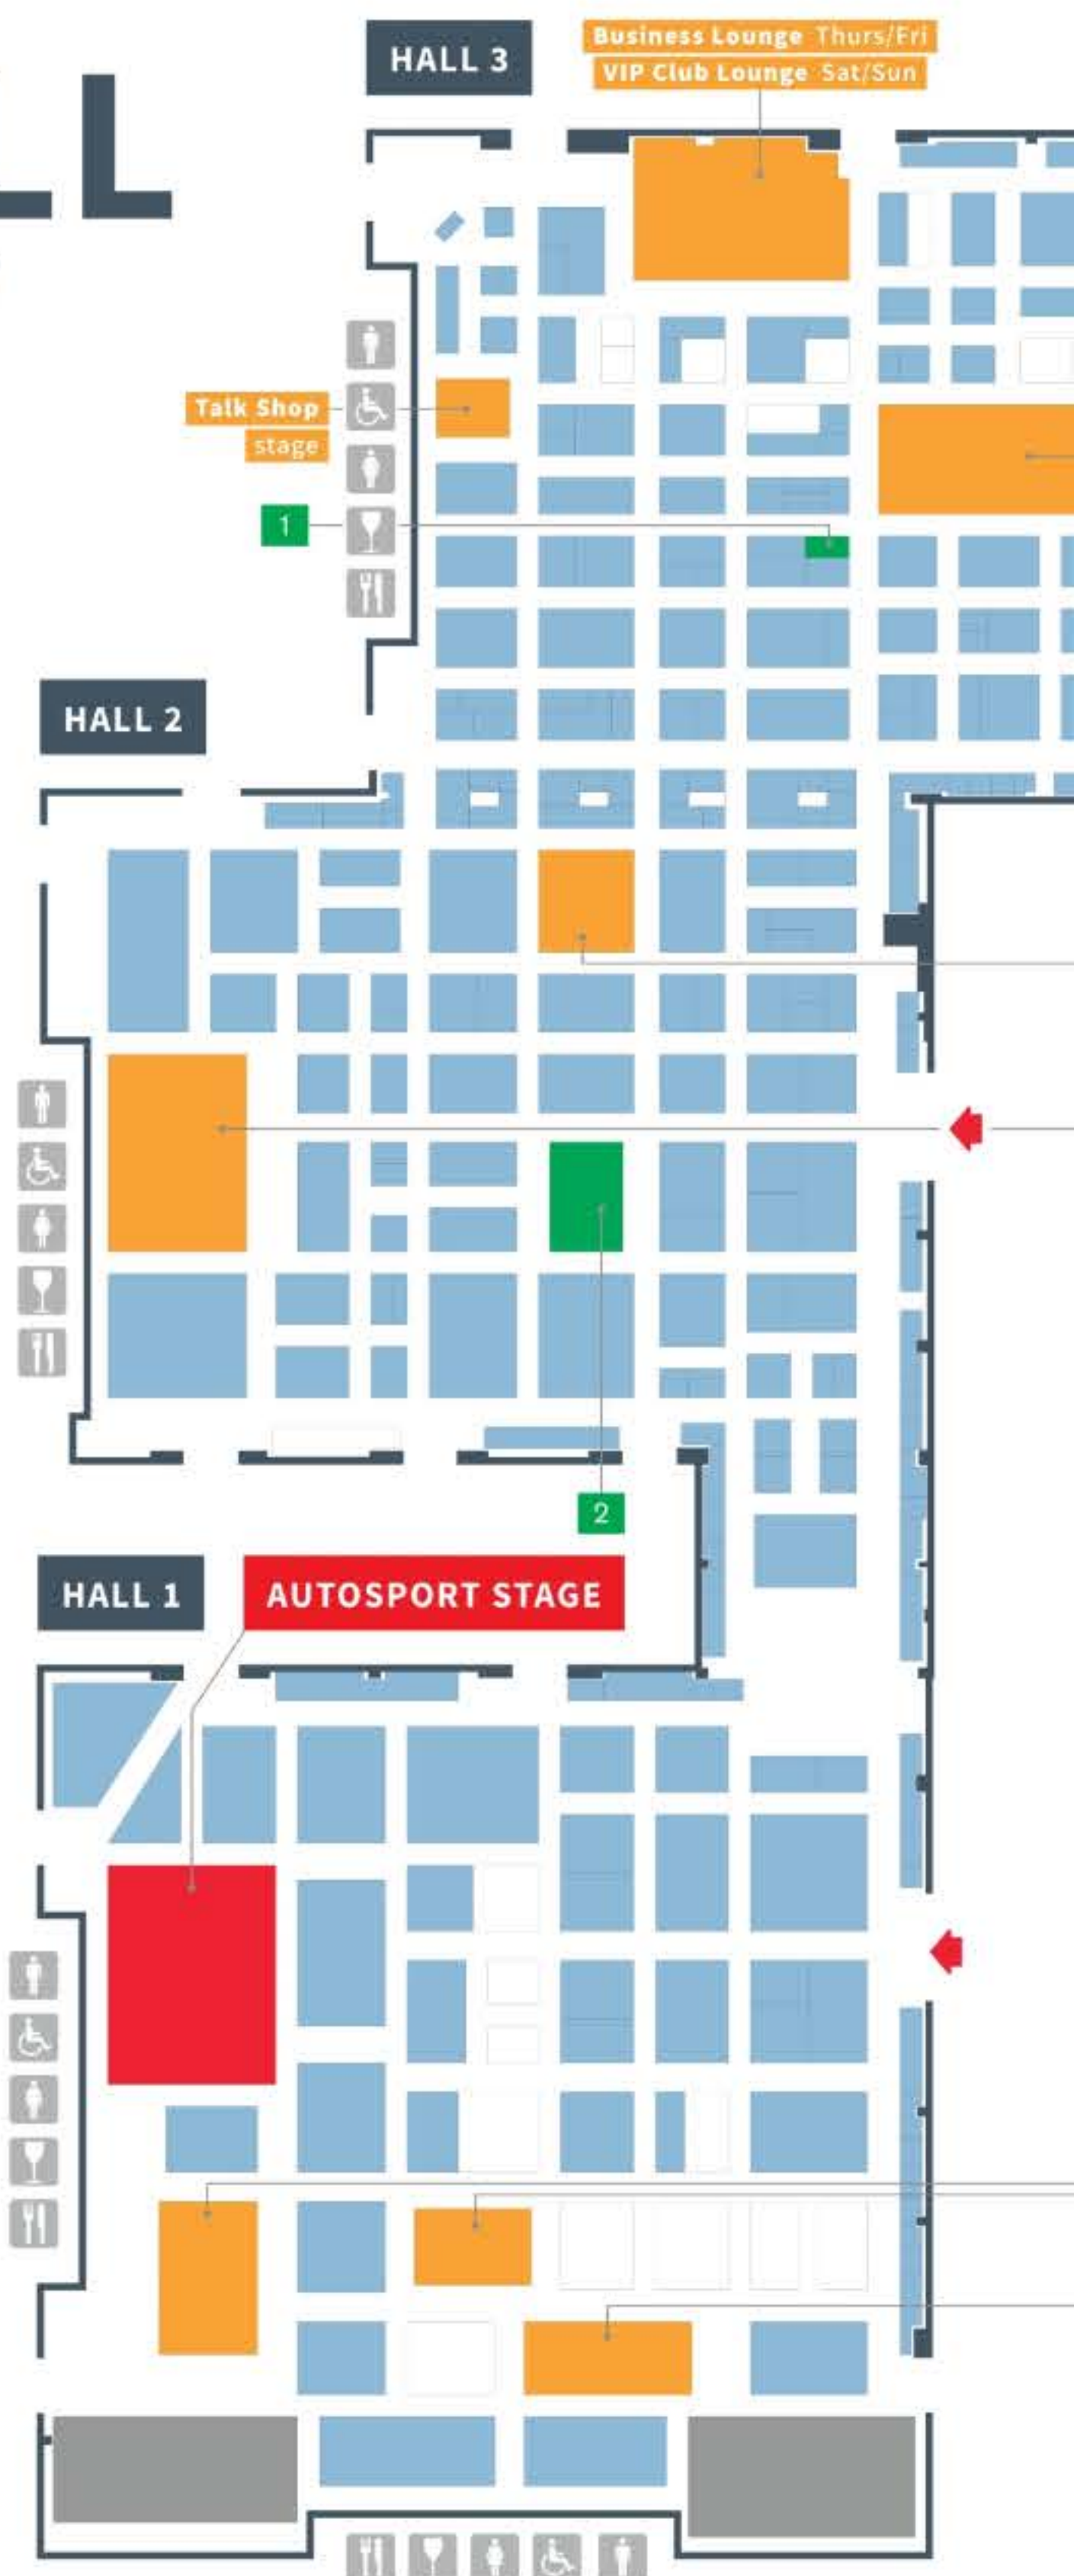 HALL 3
Business Lounge Thurs/Fri
VIP Club Lounge Sat/Sun
LL
Talk Shop
stage
1
HALL 2
2
HALL 1
AUTOSPORT STAGE